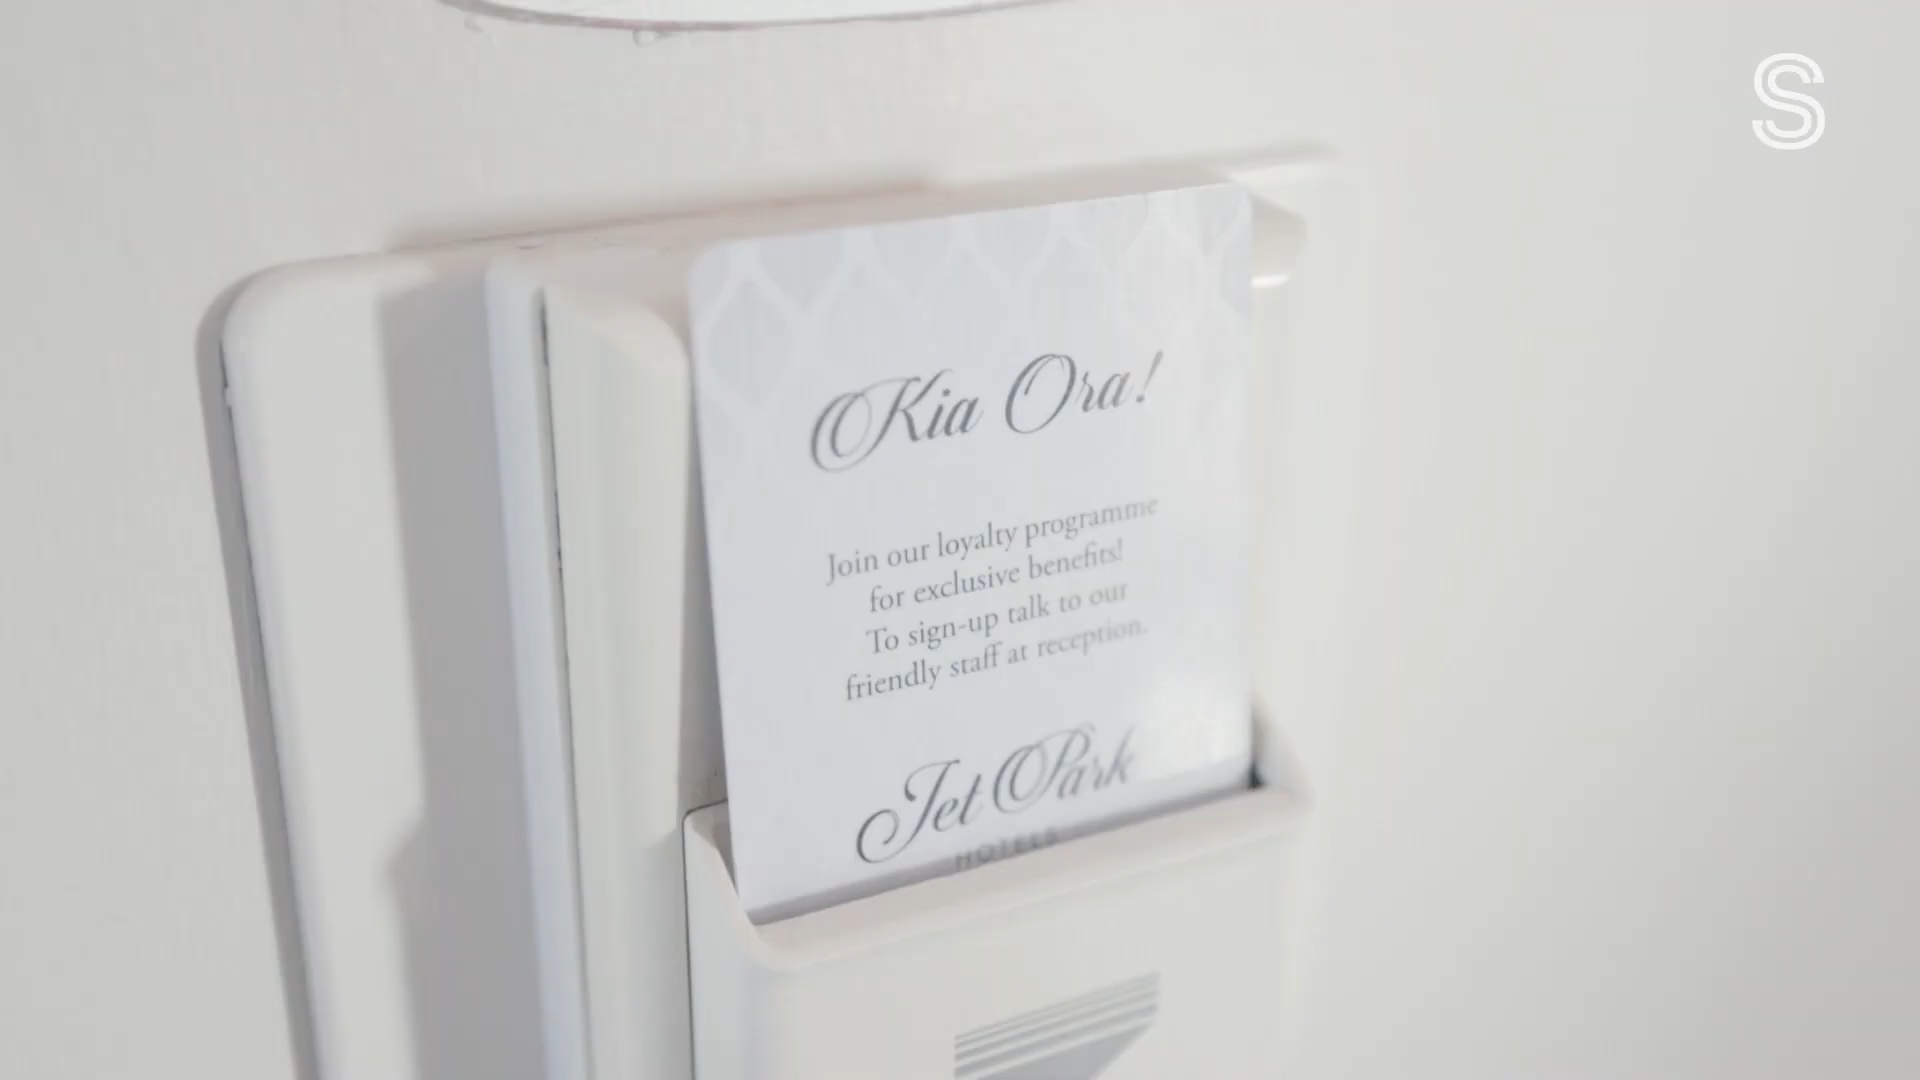 S
Kia Ora!
Join our loyalty programme
for exclusive benefits!
To sign-up talk to our
friendly staff at reception.
Jet Park
HOTELS